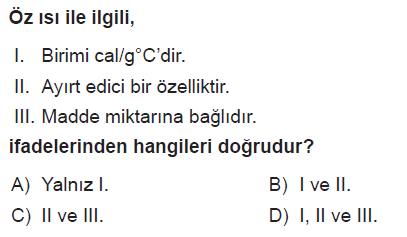 Öz ısı ile ilgili,
I. Birimi cal/g°C'dir.
II. Ayırt edici bir özelliktir.
III. Madde miktarına bağlıdır.
ifadelerinden hangileri doğrudur?
A) Yalnız I. B) I ve II.
C) II ve III. D) I, II ve III.